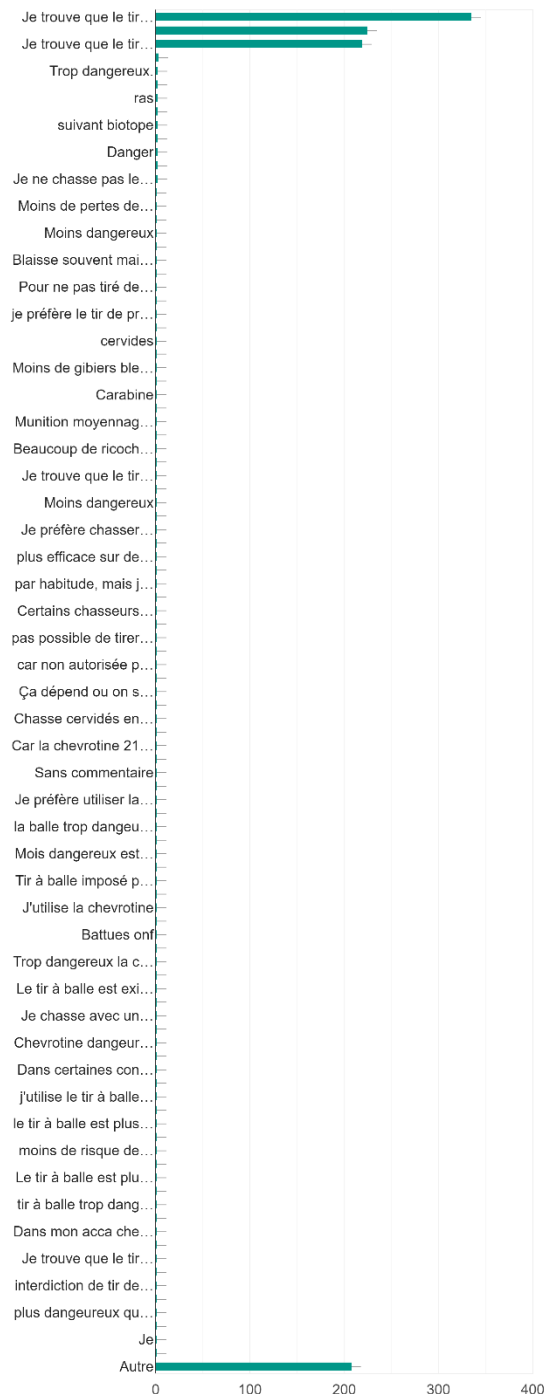 Je trouve que le tir…
Je trouve que le tir…
Trop dangereux.
ras
suivant biotope
Danger
Je ne chasse pas le…
Moins de pertes de…
Moins dangereux
Blaisse souvent mai…
Pour ne pas tiré de…
je préfère le tir de pr…
cervides
Moins de gibiers ble…
Carabine
Munition moyennag…
Beaucoup de ricoch…
Je trouve que le tir…
Moins dangereux
Je préfère chasser…
plus efficace sur de…
par habitude, mais j…
Certains chasseurs…
pas possible de tirer…
car non autorisée p…
Ça dépend ou on s…
Chasse cervidés en…
Car la chevrotine 21…
Sans commentaire
Je préfère utiliser la…
la balle trop dangeu…
Mois dangereux est…
Tir à balle imposé p…
J'utilise la chevrotine
Battues onf
Trop dangereux la c…
Le tir à balle est exi…
Je chasse avec un…
Chevrotine dangeur…
Dans certaines con…
j'utilise le tir à balle…
le tir à balle est plus…
moins de risque de…
Le tir à balle est plu…
tir à balle trop dang…
Dans mon acca che…
Je trouve que le tir…
interdiction de tir de…
plus dangeureux qu…
Je
Autre
0 100 200 300 400